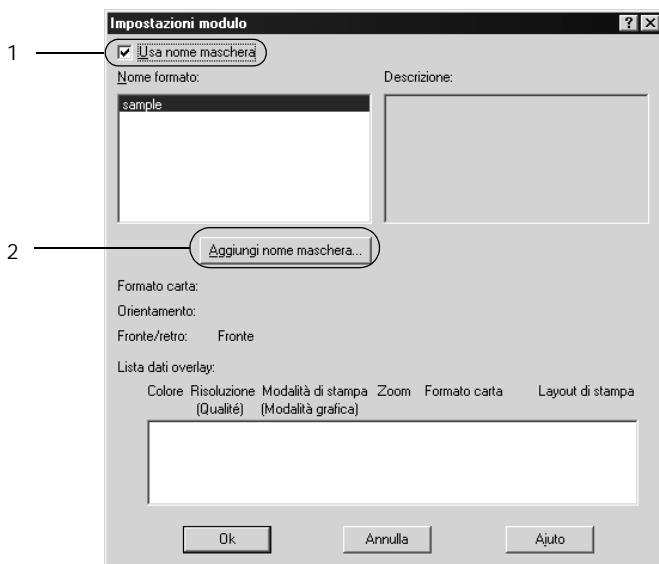 Impostazioni modulo
1
Usa nome maschera
Nome formato:
Descrizione:
sample
2
Aggiungi nome maschera...
Formato carta:
Orientamento:
Fronte/retro: Fronte
Lista dati overlay:
Colore Risoluzione Modalità di stampa Zoom Formato carta Layout di stampa
(Qualité) (Modalità grafica)
Ok Annulla Aiuto